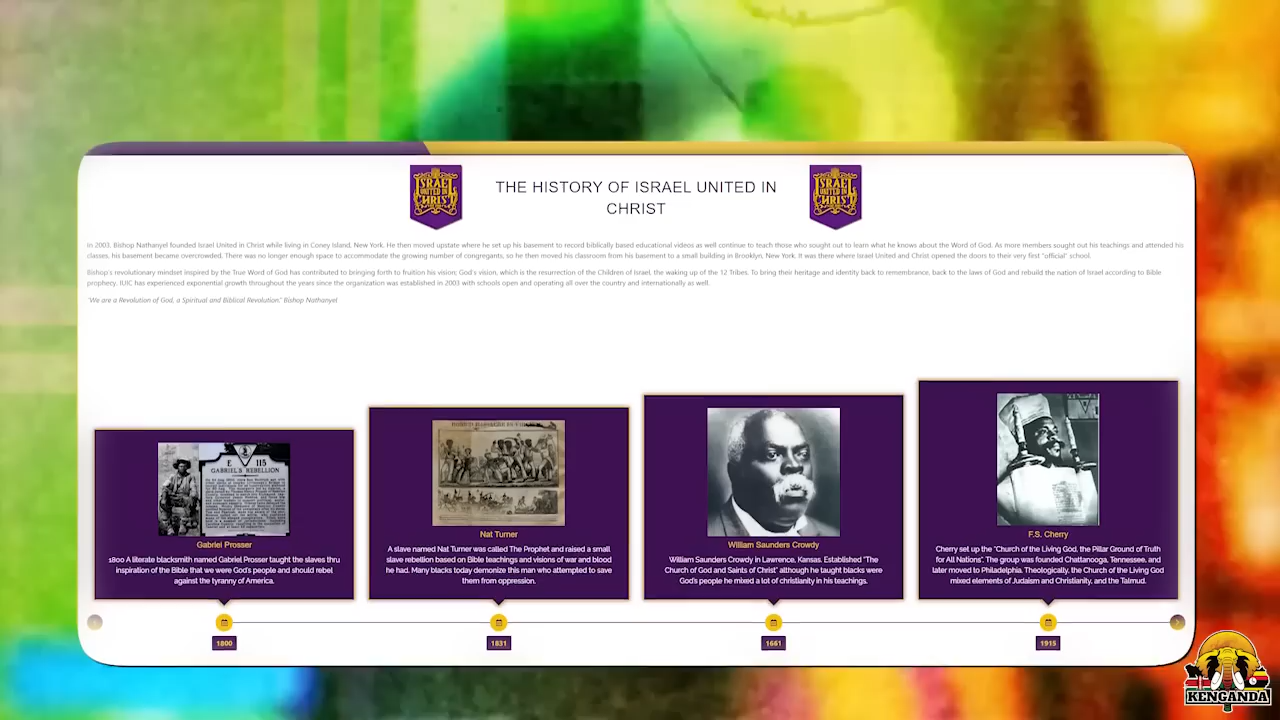 ISRAEL
UNITED IN
CHRIST
THE HISTORY OF ISRAEL UNITED IN
CHRIST
ISRAEL
UNITED IN
CHRIST
In 2003, Bishop Nathanyel founded Israel United in Christ while living in Coney Island, New York. He then moved upstate where he set up his basement to record biblically based educational videos as well continue to teach those who sought out to learn what he knows about the Word of God. As more members sought out his teachings and attended his
classes, his basement became overcrowded. There was no longer enough space to accommodate the growing number of congregants, so he then moved his classroom from his basement to a small building in Brooklyn, New York. It was there where Israel United and Christ opened the doors to their very first "official" school.
Bishop's revolutionary mindset inspired by the True Word of God has contributed to bringing forth to fruition his vision; God's vision, which is the resurrection of the Children of Israel, the waking up of the 12 Tribes. To bring their heritage and identity back to remembrance, back to the laws of God and rebuild the nation of Israel according to Bible
prophecy. IUIC has experienced exponential growth throughout the years since the organization was established in 2003 with schools open and operating all over the country and internationally as well.
"We are a Revolution of God, a Spiritual and Biblical Revolution." Bishop Nathanyel
E 115
GABRIEL'S REBELLION
Gabriel Prosser
1800 A literate blacksmith named Gabriel Prosser taught the slaves thru
inspiration of the Bible that we were God's people and should rebel
against the tyranny of America.
1800
HORRID MASSACRE IN
Nat Turner
A slave named Nat Turner was called The Prophet and raised a small
slave rebellion based on Bible teachings and visions of war and blood
he had. Many blacks today demonize this man who attempted to save
them from oppression.
1831
William Saunders Crowdy
William Saunders Crowdy in Lawrence, Kansas. Established "The
Church of God and Saints of Christ" although he taught blacks were
God's people he mixed a lot of christianity in his teachings.
1661
F.S. Cherry
Cherry set up the "Church of the Living God, the Pillar Ground of Truth
for All Nations". The group was founded Chattanooga, Tennessee, and
later moved to Philadelphia. Theologically, the Church of the Living God
mixed elements of Judaism and Christianity, and the Talmud.
1915
KENGANDA